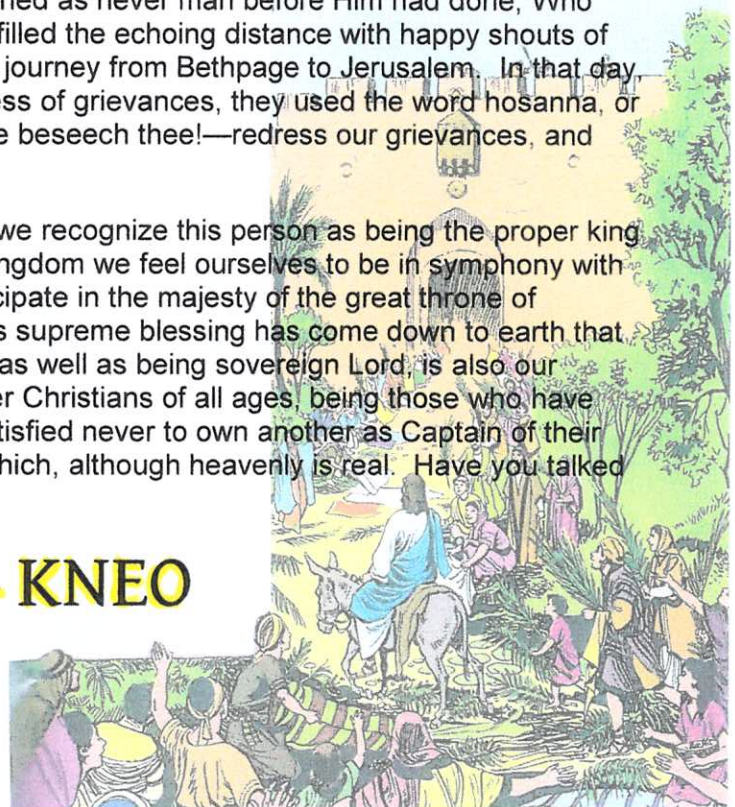 ned as never man before Him had done, Who
filled the echoing distance with happy shouts of
journey from Bethpage to Jerusalem. In that day,
ess of grievances, they used the word hosanna, or
e beseech thee!—redress our grievances, and
we recognize this person as being the proper king
ngdom we feel ourselves to be in symphony with
cipate in the majesty of the great throne of
s supreme blessing has come down to earth that
as well as being sovereign Lord, is also our
er Christians of all ages, being those who have
tisfied never to own another as Captain of their
hich, although heavenly is real. Have you talked
KNEO